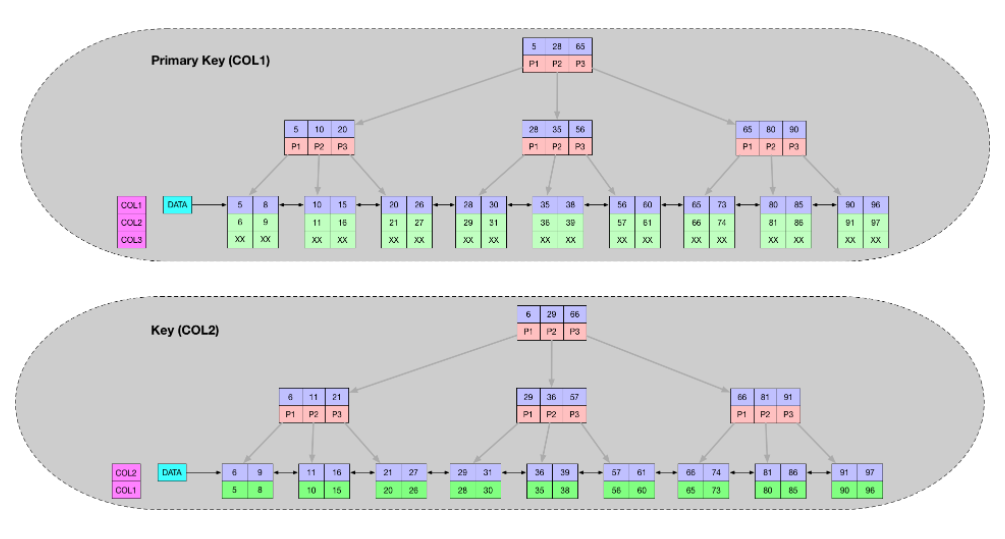 Primary Key (COL1)
5 28 65
P1 P2 P3
5 10 20 28 35 56 65 80 90
P1 P2 P3 P1 P2 P3 P1 P2 P3
COL1 DATA 5 8 10 15 20 26 28 30 35 38 56 60 65 73 80 85 90 96
COL2 6 9 11 16 21 27 29 31 36 39 57 61 66 74 81 86 91 97
COL3 XX XX XX XX XX XX XX XX XX XX XX XX XX XX XX XX XX XX
Key (COL2)
6 29 66
P1 P2 P3
6 11 21 29 36 57 66 81 91
P1 P2 P3 P1 P2 P3 P1 P2 P3
COL2 DATA 6 9 11 16 21 27 29 31 36 39 57 61 66 74 81 86 91 97
COL1 5 8 10 15 20 26 28 30 35 38 56 60 65 73 80 85 90 96